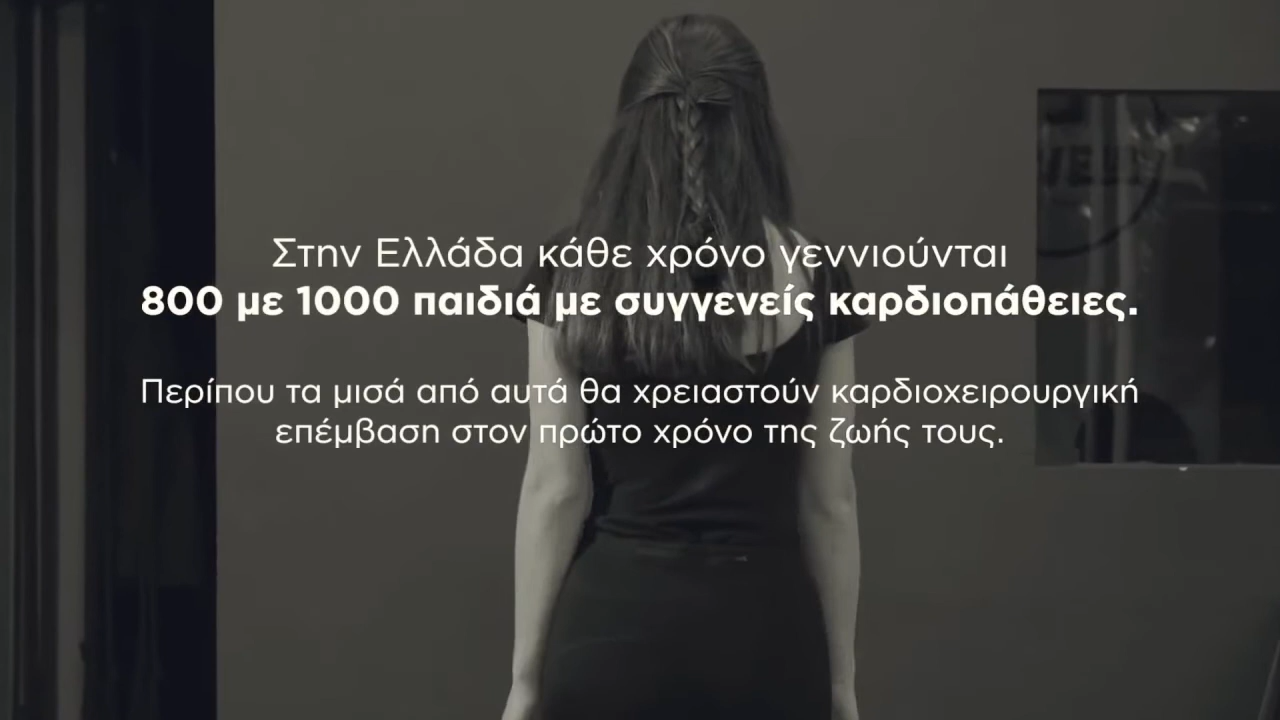 Στην Ελλάδα κάθε χρόνο γεννιούνται
800 με 1000 παιδιά με συγγενείς καρδιοπάθειες.
Περίπου τα μισά από αυτά θα χρειαστούν καρδιοχειρουργική
επέμβαση στον πρώτο χρόνο της ζωής τους.